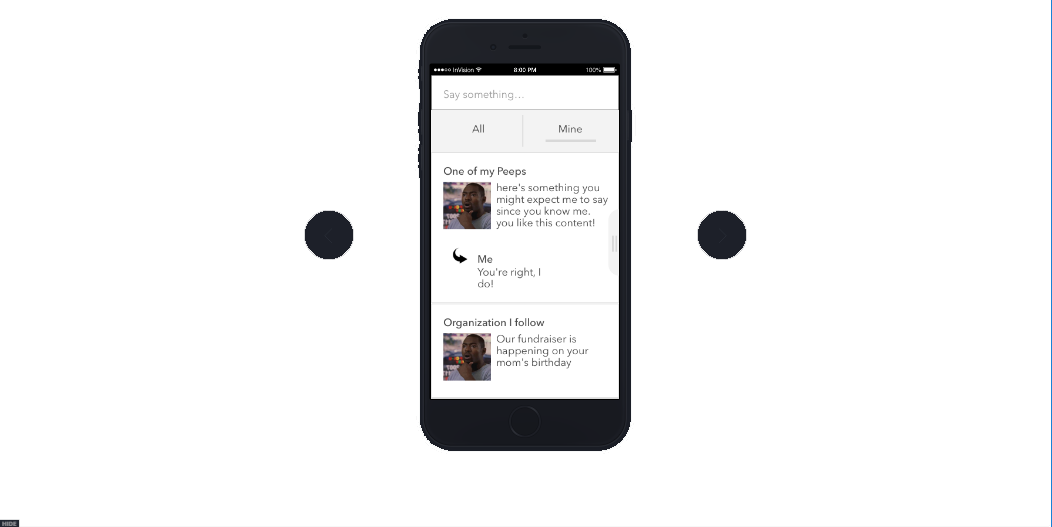 InVision 8:00 PM 100%
Say something...
All Mine
One of my Peeps
here's something you
might expect me to say
since you know me.
you like this content!
Me
You're right, I
do!
Organization I follow
Our fundraiser is
happening on your
mom's birthday
HIDE